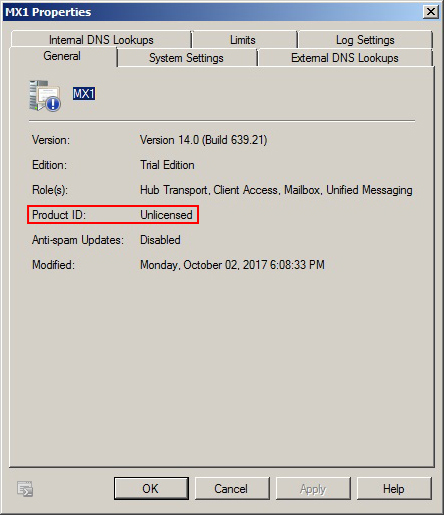 MX1 Properties
Internal DNS Lookups Limits Log Settings
General System Settings External DNS Lookups
MX1
Version: Version 14.0 (Build 639.21)
Edition: Trial Edition
Role(s): Hub Transport, Client Access, Mailbox, Unified Messaging
Product ID: Unlicensed
Anti-spam Updates: Disabled
Modified: Monday, October 02, 2017 6:08:33 PM
OK Cancel Apply Help